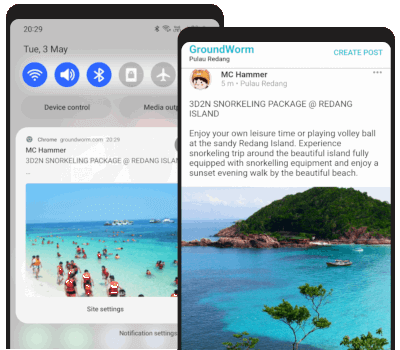 20:29
Tue, 3 May
Device control
Media outp
Chrome · groundworm.com · 20:29
MC Hammer
3D2N SNORKELING PACKAGE @ REDANG ISLAN
..
Site settings
Notification settings
GroundWorm
CREATE POST
Pulau Redang
MC Hammer
5 m • Pulau Redang
3D2N SNORKELING PACKAGE @ REDANG
ISLAND
Enjoy your own leisure time or playing volley ball
at the sandy Redang Island. Experience
snorkeling trip around the beautiful island fully
equipped with snorkelling equipment and enjoy a
sunset evening walk by the beautiful beach.